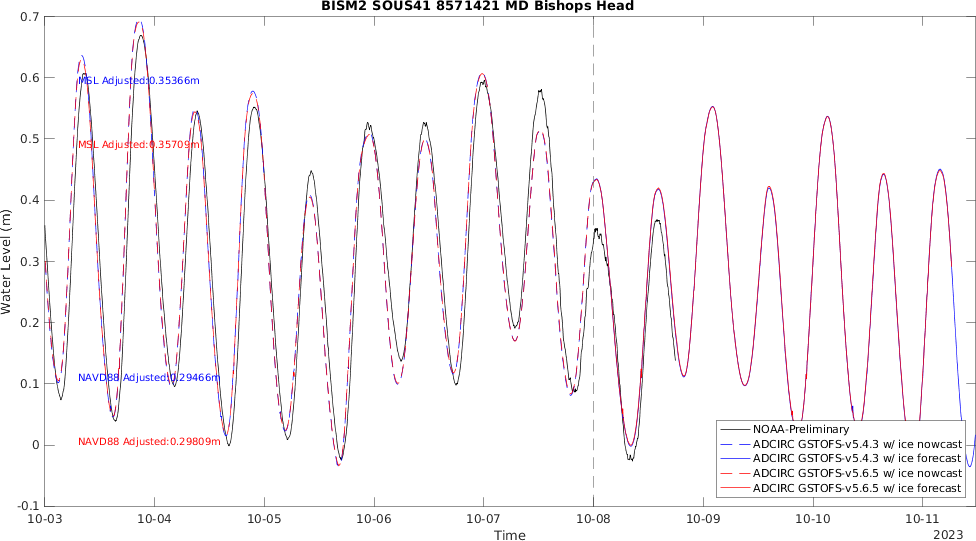 BISM2 SOUS41 8571421 MD Bishops Head
0.7
0.6
0.5
0.4
0.3
0.2
0.1
0
-0.1
Water Level (m)
MSL Adjusted:0.35366m
MSL Adjusted:0.35709m
NAVD88 Adjusted:0.29466m
NAVD88 Adjusted:0.29809m
NOAA-Preliminary
ADCIRC GSTOFS-v5.4.3 w/ ice nowcast
ADCIRC GSTOFS-v5.4.3 w/ ice forecast
ADCIRC GSTOFS-v5.6.5 w/ ice nowcast
ADCIRC GSTOFS-v5.6.5 w/ ice forecast
10-03 10-04 10-05 10-06 10-07 10-08 10-09 10-10 10-11
Time
2023